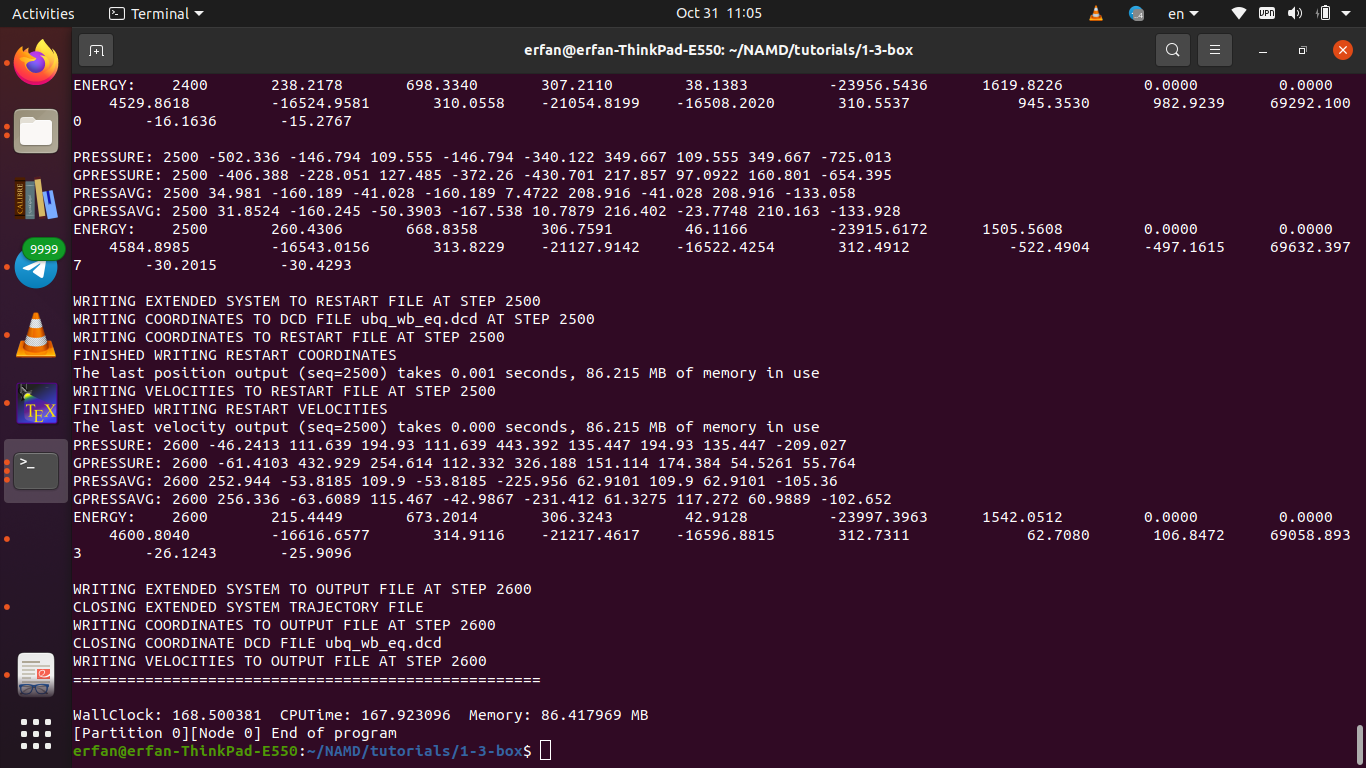 Activities Terminal Oct 31 11:05 en VPN
erfan@erfan-ThinkPad-E550: ~/NAMD/tutorials/1-3-box
ENERGY: 2400 238.2178 698.3340 307.2110 38.1383 -23956.5436 1619.8226 0.0000 0.0000
4529.8618 -16524.9581 310.0558 -21054.8199 -16508.2020 310.5537 945.3530 982.9239 69292.100
0 -16.1636 -15.2767
PRESSURE: 2500 -502.336 -146.794 109.555 -146.794 -340.122 349.667 109.555 349.667 -725.013
GPRESSURE: 2500 -406.388 -228.051 127.485 -372.26 -430.701 217.857 97.0922 160.801 -654.395
PRESSAVG: 2500 34.981 -160.189 -41.028 -160.189 7.4722 208.916 -41.028 208.916 -133.058
GPRESSAVG: 2500 31.8524 -160.245 -50.3903 -167.538 10.7879 216.402 -23.7748 210.163 -133.928
ENERGY: 2500 260.4306 668.8358 306.7591 46.1166 -23915.6172 1505.5608 0.0000 0.0000
4584.8985 -16543.0156 313.8229 -21127.9142 -16522.4254 312.4912 -522.4904 -497.1615 69632.397
7 -30.2015 -30.4293
WRITING EXTENDED SYSTEM TO RESTART FILE AT STEP 2500
WRITING COORDINATES TO DCD FILE ubq_wb_eq.dcd AT STEP 2500
WRITING COORDINATES TO RESTART FILE AT STEP 2500
FINISHED WRITING RESTART COORDINATES
The last position output (seq=2500) takes 0.001 seconds, 86.215 MB of memory in use
WRITING VELOCITIES TO RESTART FILE AT STEP 2500
FINISHED WRITING RESTART VELOCITIES
The last velocity output (seq=2500) takes 0.000 seconds, 86.215 MB of memory in use
PRESSURE: 2600 -46.2413 111.639 194.93 111.639 443.392 135.447 194.93 135.447 -209.027
GPRESSURE: 2600 -61.4103 432.929 254.614 112.332 326.188 151.114 174.384 54.5261 55.764
PRESSAVG: 2600 252.944 -53.8185 109.9 -53.8185 -225.956 62.9101 109.9 62.9101 -105.36
GPRESSAVG: 2600 256.336 -63.6089 115.467 -42.9867 -231.412 61.3275 117.272 60.9889 -102.652
ENERGY: 2600 215.4449 673.2014 306.3243 42.9128 -23997.3963 1542.0512 0.0000 0.0000
4600.8040 -16616.6577 314.9116 -21217.4617 -16596.8815 312.7311 62.7080 106.8472 69058.893
3 -26.1243 -25.9096
WRITING EXTENDED SYSTEM TO OUTPUT FILE AT STEP 2600
CLOSING EXTENDED SYSTEM TRAJECTORY FILE
WRITING COORDINATES TO OUTPUT FILE AT STEP 2600
CLOSING COORDINATE DCD FILE ubq_wb_eq.dcd
WRITING VELOCITIES TO OUTPUT FILE AT STEP 2600
====================================================
WallClock: 168.500381 CPUTime: 167.923096 Memory: 86.417969 MB
[Partition 0][Node 0] End of program
erfan@erfan-ThinkPad-E550:~/NAMD/tutorials/1-3-box$
CALIBRE
9999
TEX
>_